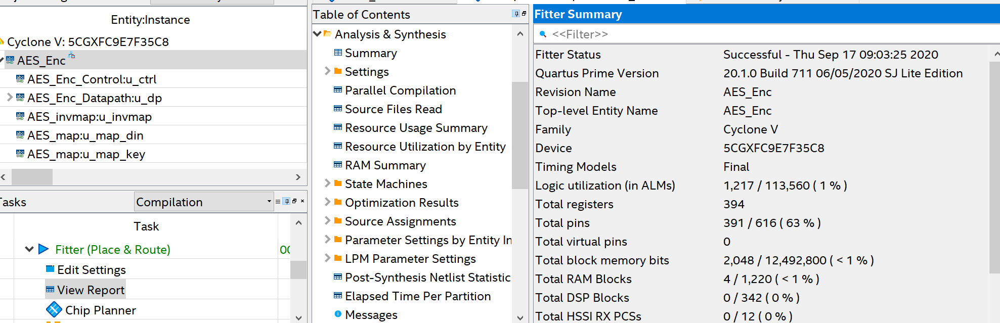 Entity:Instance
Cyclone V: 5CGXFC9E7F35C8
AES_Enc
AES_Enc_Control:u_ctrl
AES_Enc_Datapath:u_dp
AES_invmap:u_invmap
AES_map:u_map_din
AES_map:u_map_key
Tasks
Compilation
Task
Fitter (Place & Route)
Edit Settings
View Report
Chip Planner
Table of Contents
Analysis & Synthesis
Summary
Settings
Parallel Compilation
Source Files Read
Resource Usage Summary
Resource Utilization by Entity
RAM Summary
State Machines
Optimization Results
Source Assignments
Parameter Settings by Entity In
LPM Parameter Settings
Post-Synthesis Netlist Statistic
Elapsed Time Per Partition
Messages
Fitter Summary
<<Filter>>
Fitter Status Successful - Thu Sep 17 09:03:25 2020
Quartus Prime Version 20.1.0 Build 711 06/05/2020 SJ Lite Edition
Revision Name AES_Enc
Top-level Entity Name AES_Enc
Family Cyclone V
Device 5CGXFC9E7F35C8
Timing Models Final
Logic utilization (in ALMs) 1,217 / 113,560 ( 1 % )
Total registers 394
Total pins 391 / 616 ( 63 % )
Total virtual pins 0
Total block memory bits 2,048 / 12,492,800 ( < 1 % )
Total RAM Blocks 4 / 1,220 ( < 1 % )
Total DSP Blocks 0 / 342 ( 0 % )
Total HSSI RX PCSs 0 / 12 ( 0 % )